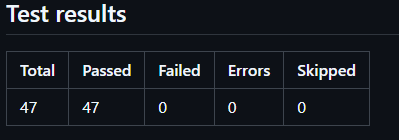 Test results
Total Passed Failed Errors Skipped
47 47 0 0 0